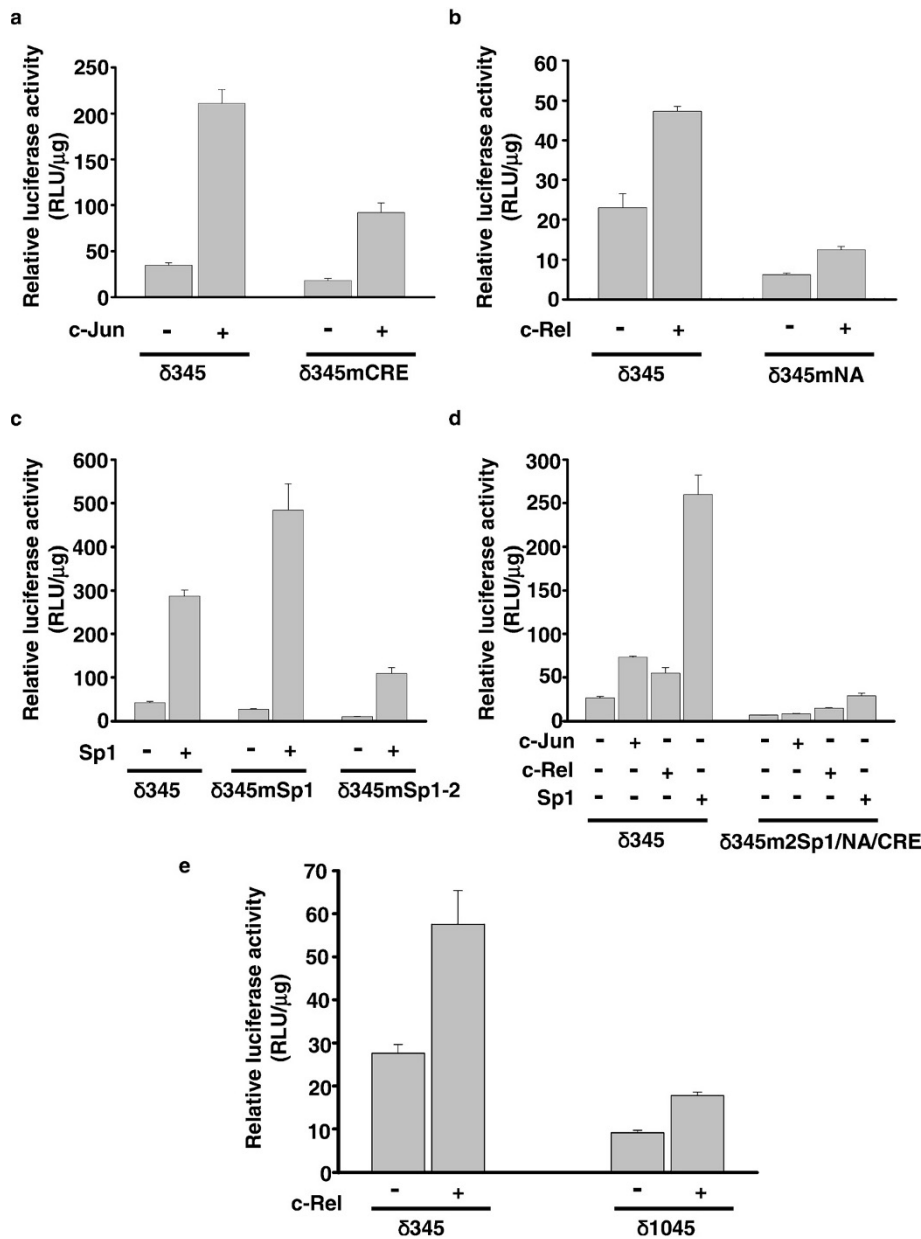 a
Relative luciferase activity
(RLU/μg)
250
200
150
100
50
0
c-Jun - + - +
δ345 δ345mCRE
b
Relative luciferase activity
(RLU/μg)
60
50
40
30
20
10
0
c-Rel - + - +
δ345 δ345mNA
c
Relative luciferase activity
(RLU/μg)
600
500
400
300
200
100
0
Sp1 - + - + - +
δ345 δ345mSp1 δ345mSp1-2
d
Relative luciferase activity
(RLU/μg)
300
250
200
150
100
50
0
c-Jun - + - - - + - -
c-Rel - - + - - - + -
Sp1 - - - + - - - +
δ345 δ345m2Sp1/NA/CRE
e
Relative luciferase activity
(RLU/μg)
70
60
50
40
30
20
10
0
c-Rel - + - +
δ345 δ1045